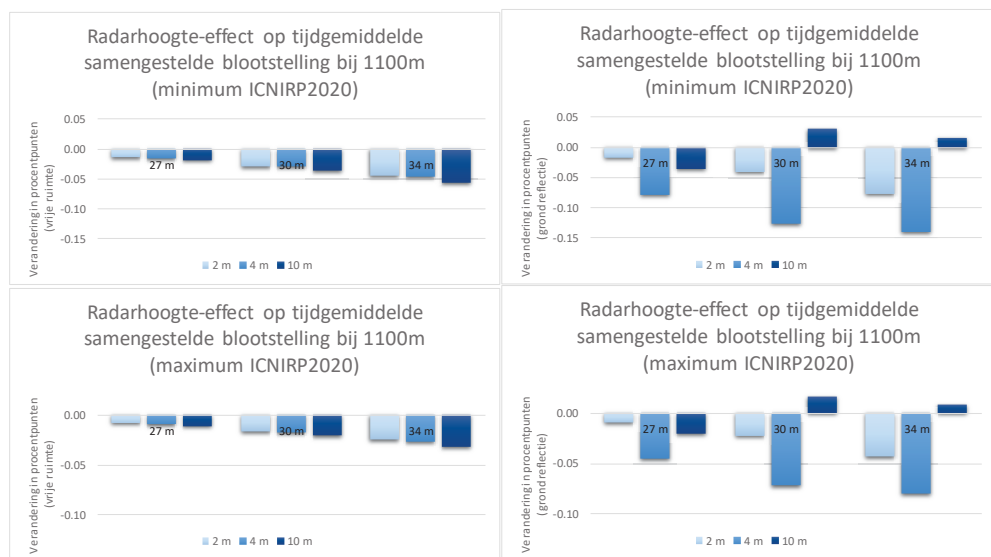 Radarhoogte-effect op tijdgemiddelde
samengestelde blootstelling bij 1100m
(minimum ICNIRP2020)
Verandering in procentpunten
(vrije ruimte)
0.05
0.00
-0.05
-0.10
-0.15
27 m
30 m
34 m
2 m
4 m
10 m
Radarhoogte-effect op tijdgemiddelde
samengestelde blootstelling bij 1100m
(minimum ICNIRP2020)
Verandering in procentpunten
(grond reflectie)
0.05
0.00
-0.05
-0.10
-0.15
27 m
30 m
34 m
2 m
4 m
10 m
Radarhoogte-effect op tijdgemiddelde
samengestelde blootstelling bij 1100m
(maximum ICNIRP2020)
Verandering in procentpunten
(vrije ruimte)
0.00
-0.05
-0.10
27 m
30 m
34 m
2 m
4 m
10 m
Radarhoogte-effect op tijdgemiddelde
samengestelde blootstelling bij 1100m
(maximum ICNIRP2020)
Verandering in procentpunten
(grond reflectie)
0.00
-0.05
-0.10
27 m
30 m
34 m
2 m
4 m
10 m